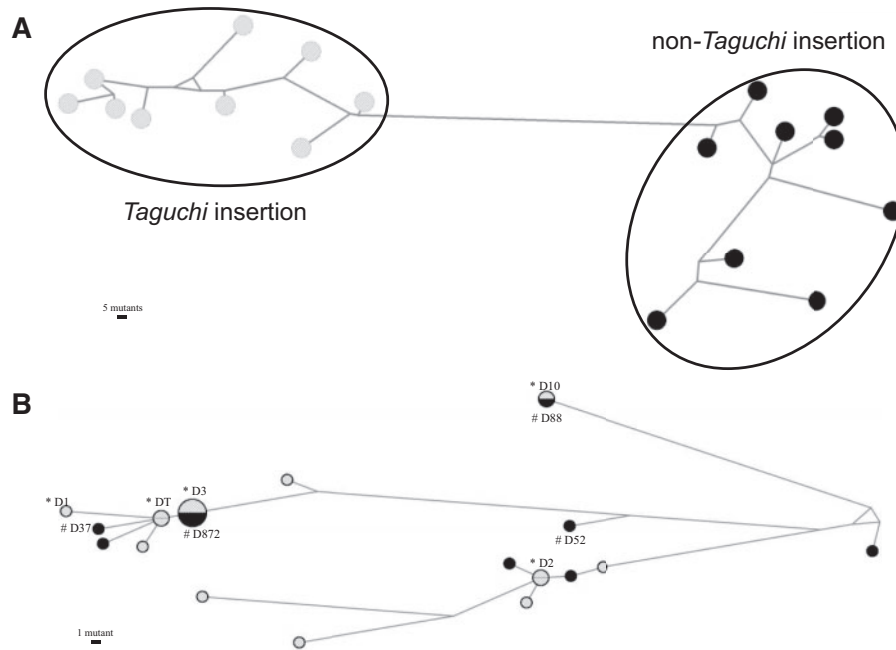 A
non-Taguchi insertion
Taguchi insertion
5 mutants
B
* D10
# D88
* D1
* DT
* D3
# D37
# D872
# D52
* D2
1 mutant